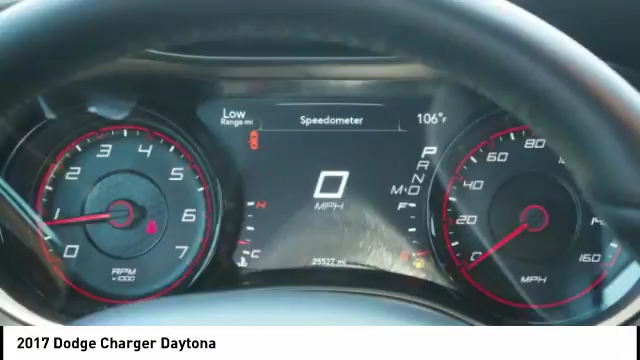 Low
Range mi
Speedometer
106°F
3 4
2 5
1 6
0 7
RPM
x1000
0
MPH
P
R
N
M·D
H
C
F
25527 mi
80
60
40
20
0
160
MPH
2017 Dodge Charger Daytona